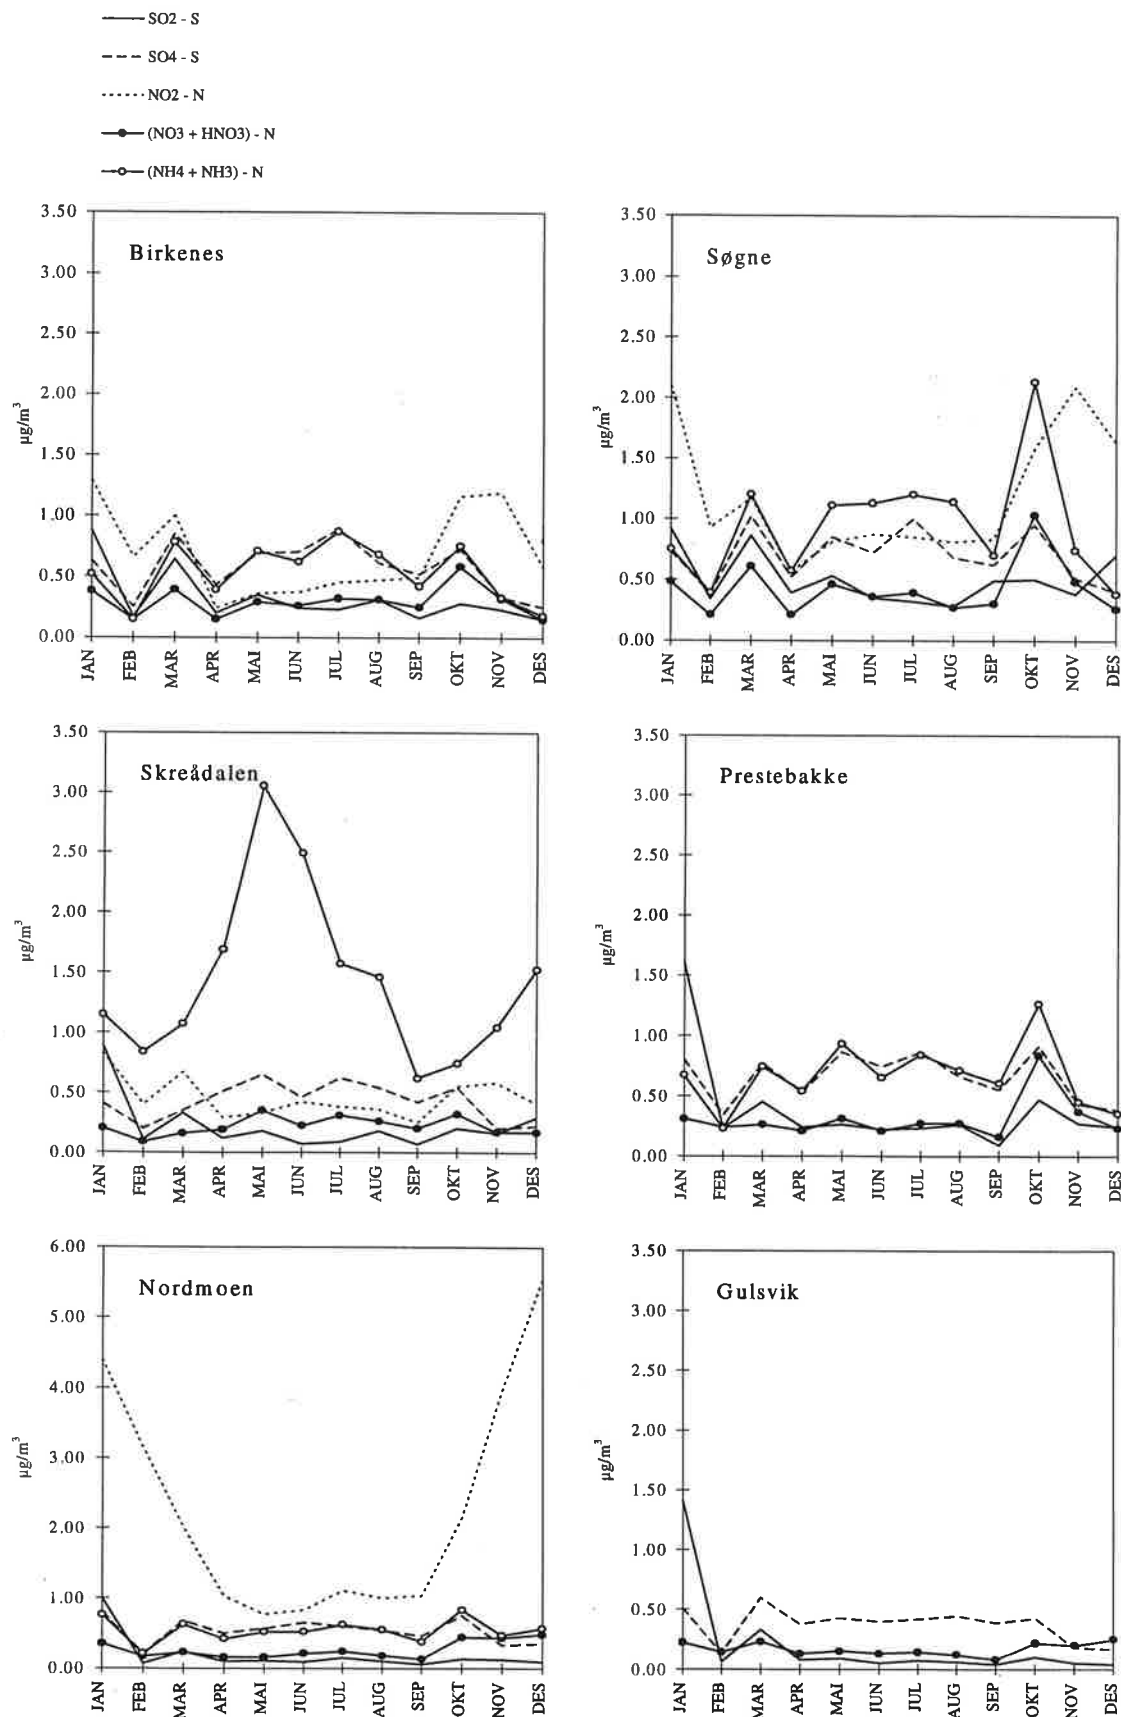 SO2 - S
SO4 - S
NO2 - N
(NO3 + HNO3) - N
(NH4 + NH3) - N
Birkenes
3.50
3.00
2.50
2.00
1.50
1.00
0.50
0.00
µg/m³
JAN
FEB
MAR
APR
MAI
JUN
JUL
AUG
SEP
OKT
NOV
DES
Søgne
3.50
3.00
2.50
2.00
1.50
1.00
0.50
0.00
µg/m³
JAN
FEB
MAR
APR
MAI
JUN
JUL
AUG
SEP
OKT
NOV
DES
Skreådalen
3.50
3.00
2.50
2.00
1.50
1.00
0.50
0.00
µg/m³
JAN
FEB
MAR
APR
MAI
JUN
JUL
AUG
SEP
OKT
NOV
DES
Prestebakke
3.50
3.00
2.50
2.00
1.50
1.00
0.50
0.00
µg/m³
JAN
FEB
MAR
APR
MAI
JUN
JUL
AUG
SEP
OKT
NOV
DES
Nordmoen
6.00
5.00
4.00
3.00
2.00
1.00
0.00
µg/m³
JAN
FEB
MAR
APR
MAI
JUN
JUL
AUG
SEP
OKT
NOV
DES
Gulsvik
3.50
3.00
2.50
2.00
1.50
1.00
0.50
0.00
µg/m³
JAN
FEB
MAR
APR
MAI
JUN
JUL
AUG
SEP
OKT
NOV
DES